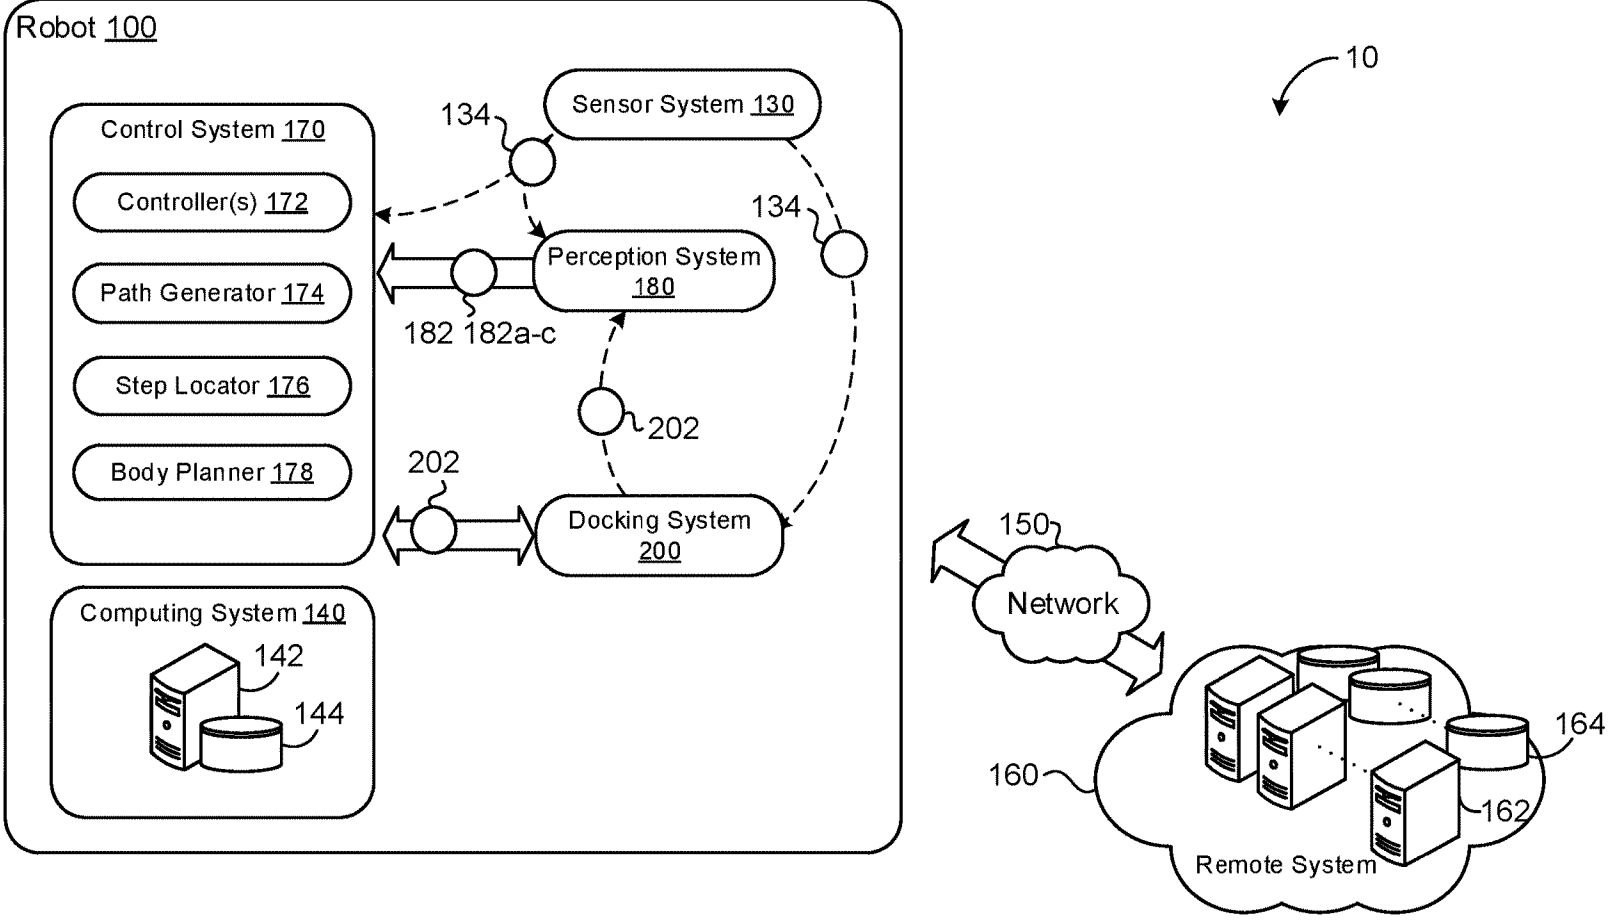 Robot 100
10
Sensor System 130
134
Control System 170
Controller(s) 172
134
Perception System
180
Path Generator 174
182 182a-c
Step Locator 176
202
Body Planner 178
202
Docking System
200
150
Network
Computing System 140
142
144
164
160
162
Remote System